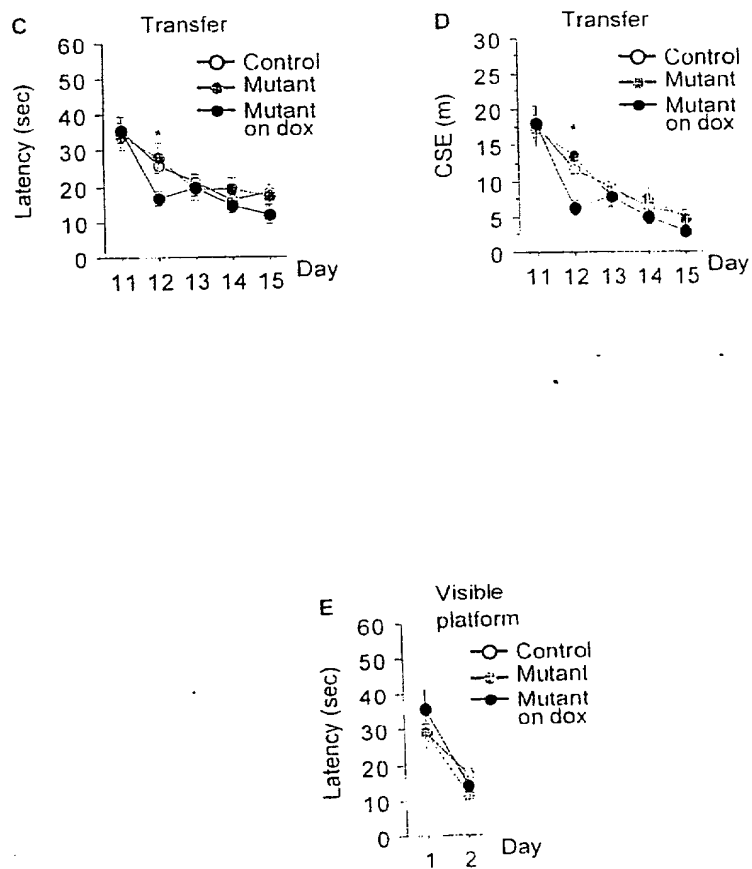 C
Transfer
60
50
40
30
20
10
0
Latency (sec)
Control
Mutant
Mutant
on dox
*
11 12 13 14 15
Day
D
Transfer
30
25
20
15
10
5
0
CSE (m)
Control
Mutant
Mutant
on dox
*
11 12 13 14 15
Day
E
Visible
platform
60
50
40
30
20
10
0
Latency (sec)
Control
Mutant
Mutant
on dox
1 2
Day